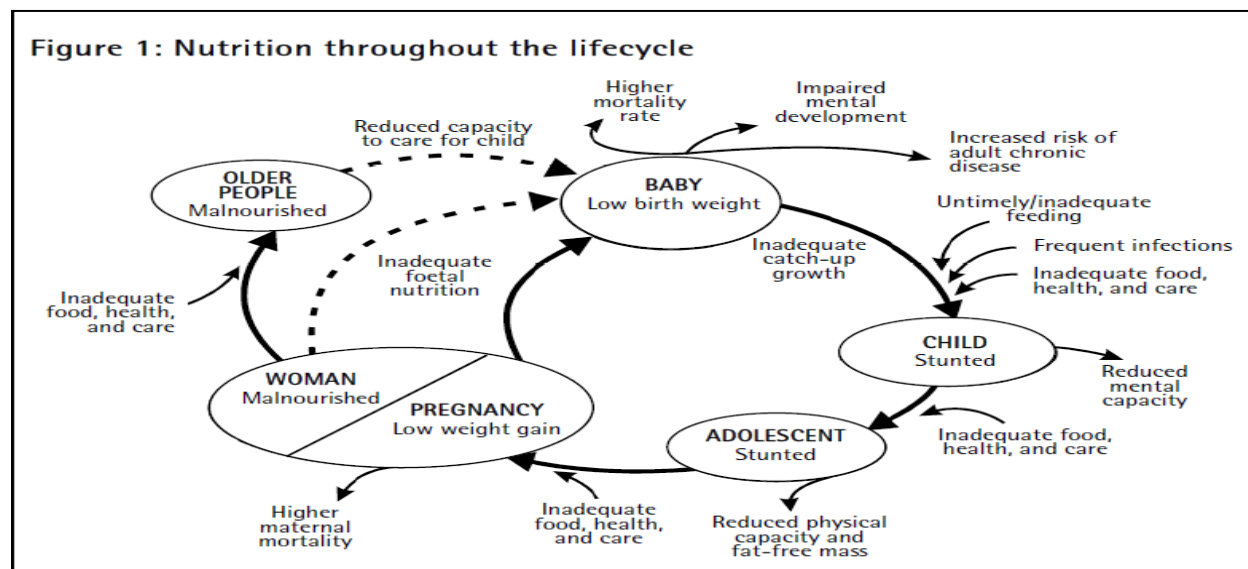 Figure 1: Nutrition throughout the lifecycle
Higher
mortality
rate
Impaired
mental
development
Increased risk of
adult chronic
disease
Reduced capacity
to care for child
OLDER
PEOPLE
Malnourished
BABY
Low birth weight
Untimely/inadequate
feeding
Frequent infections
Inadequate food,
health, and care
Inadequate
catch-up
growth
Inadequate
foetal
nutrition
Inadequate
food, health,
and care
CHILD
Stunted
Reduced
mental
capacity
WOMAN
Malnourished
PREGNANCY
Low weight gain
ADOLESCENT
Stunted
Inadequate food,
health, and care
Higher
maternal
mortality
Inadequate
food, health,
and care
Reduced physical
capacity and
fat-free mass